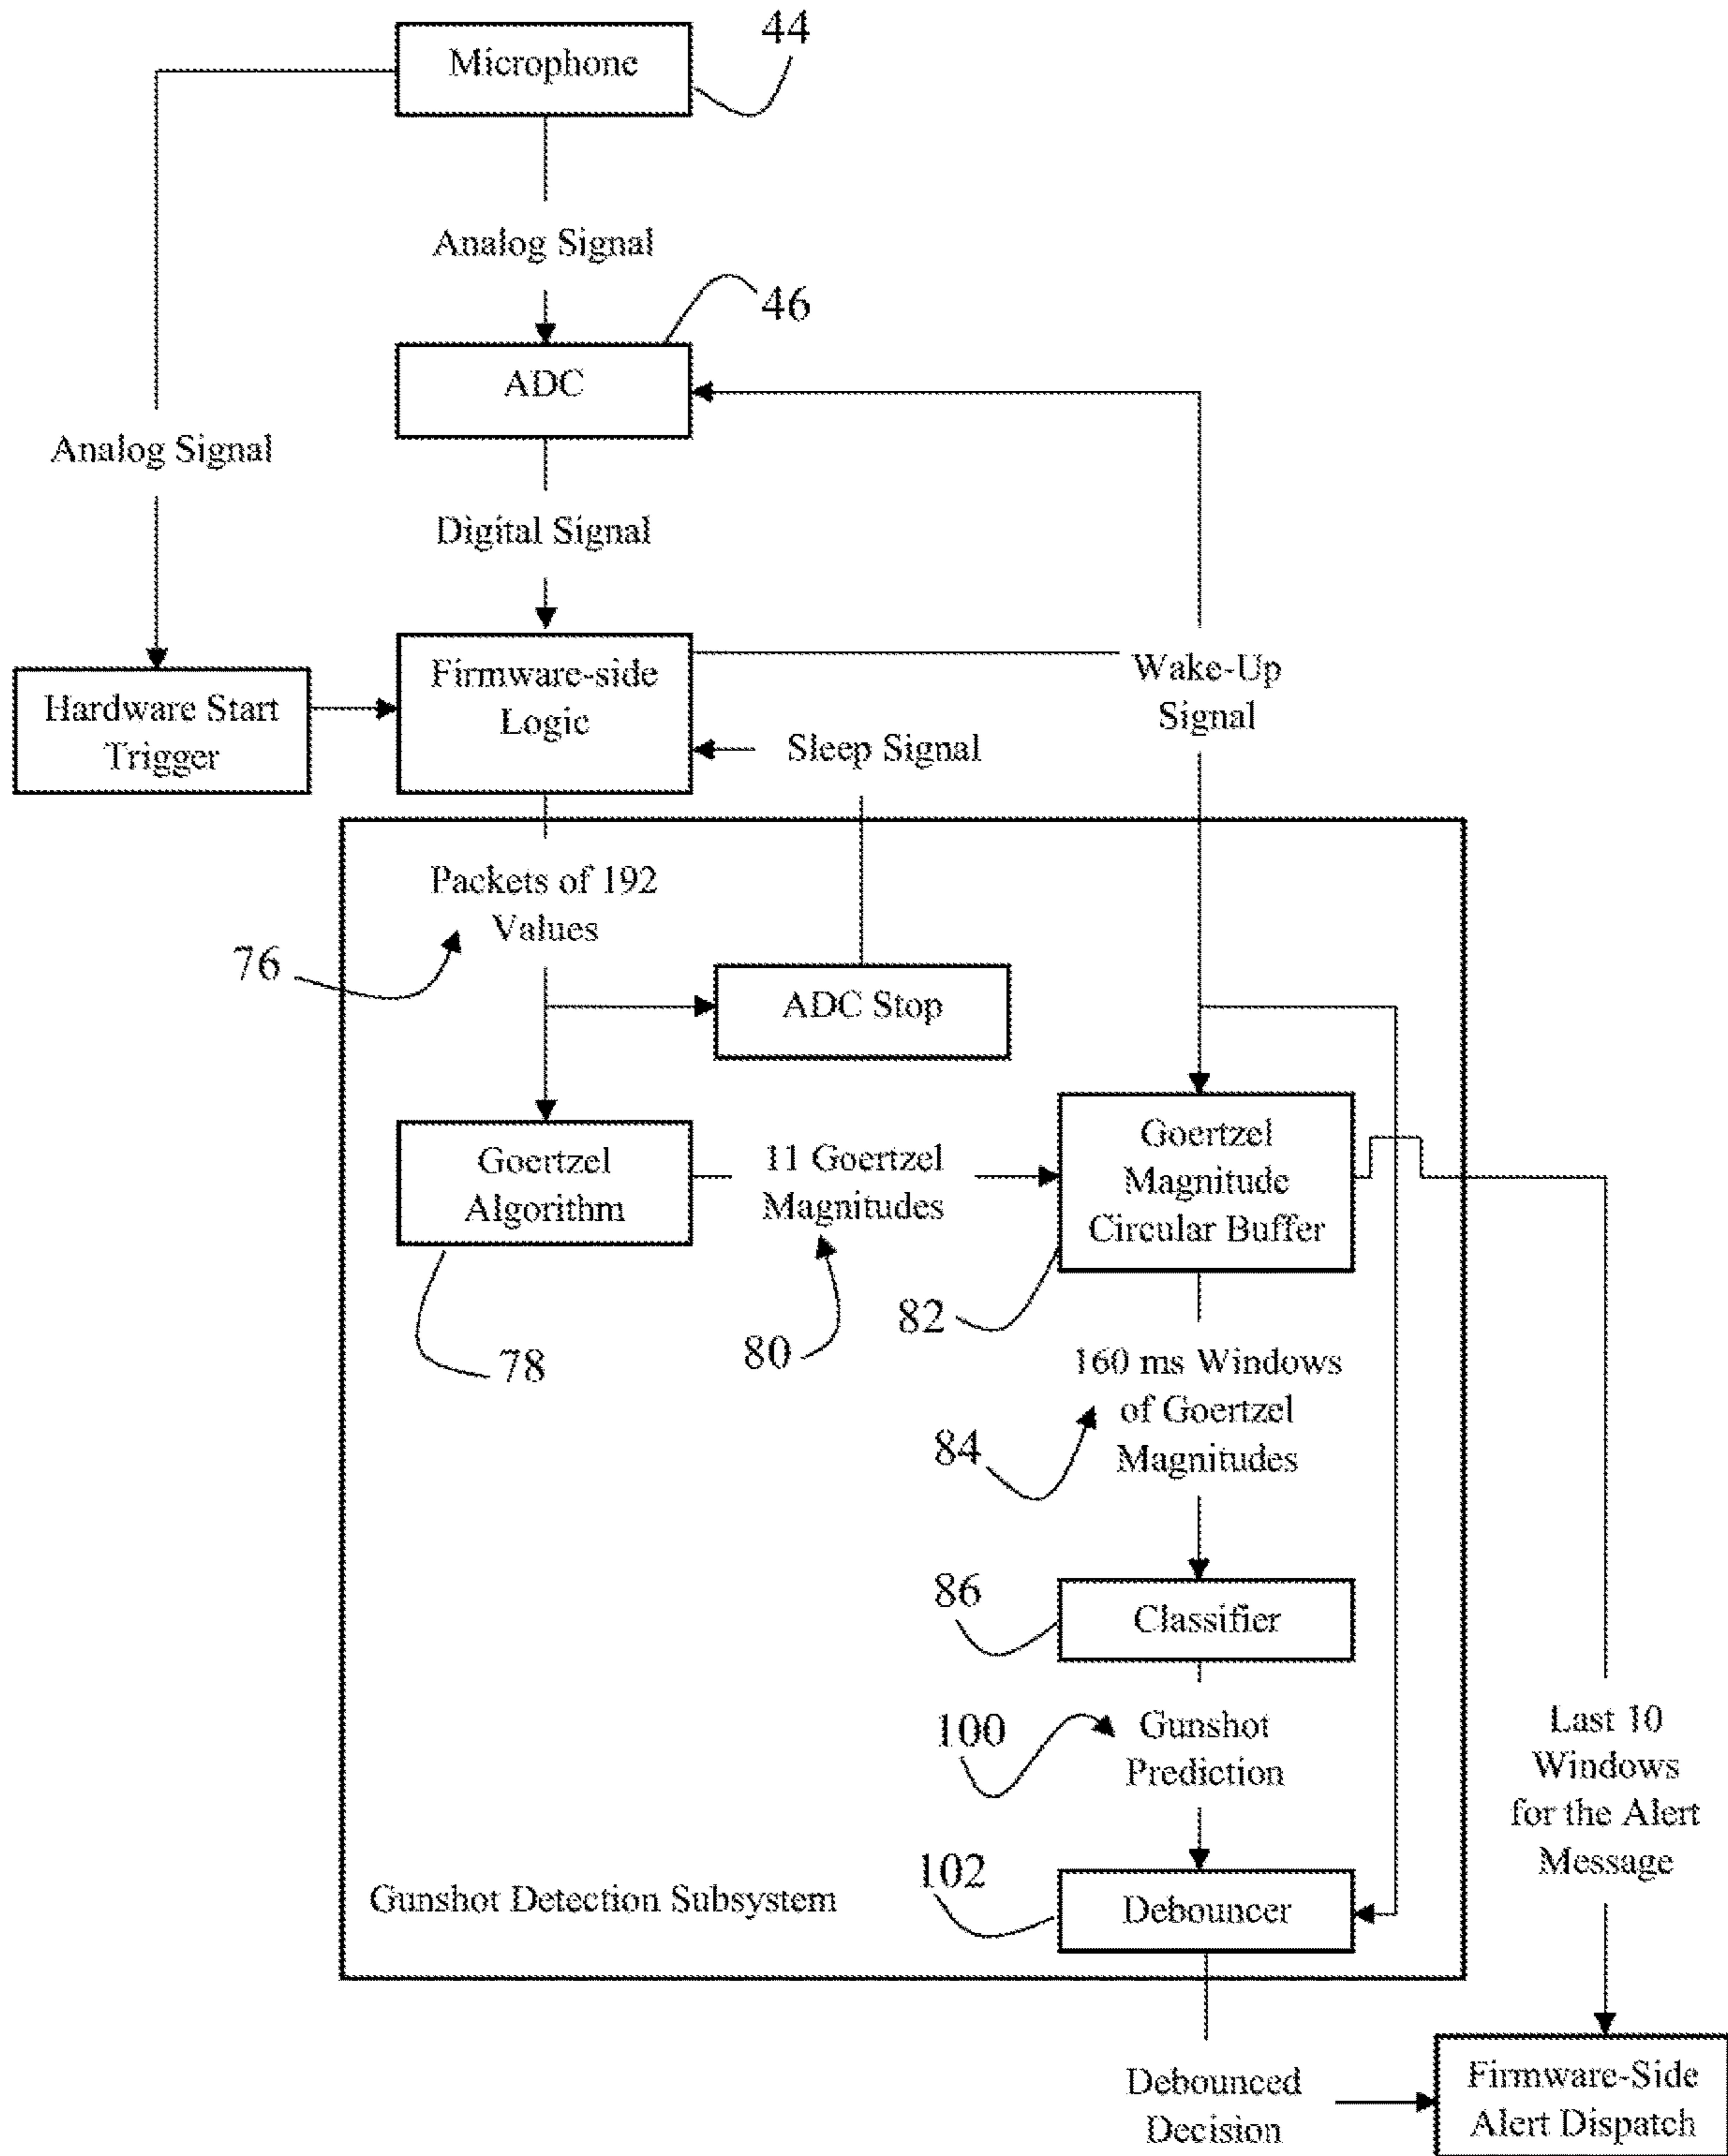 44
Microphone
Analog Signal
46
ADC
Analog Signal
Digital Signal
Firmware-side
Logic
Wake-Up
Signal
Hardware Start
Trigger
Sleep Signal
Packets of 192
Values
76
ADC Stop
Goertzel
Algorithm
11 Goertzel
Magnitudes
Goertzel
Magnitude
Circular Buffer
78
80
82
160 ms Windows
of Goertzel
Magnitudes
84
86
Classifier
100
Gunshot
Prediction
Last 10
Windows
for the Alert
Message
102
Debouncer
Gunshot Detection Subsystem
Debounced
Decision
Firmware-Side
Alert Dispatch